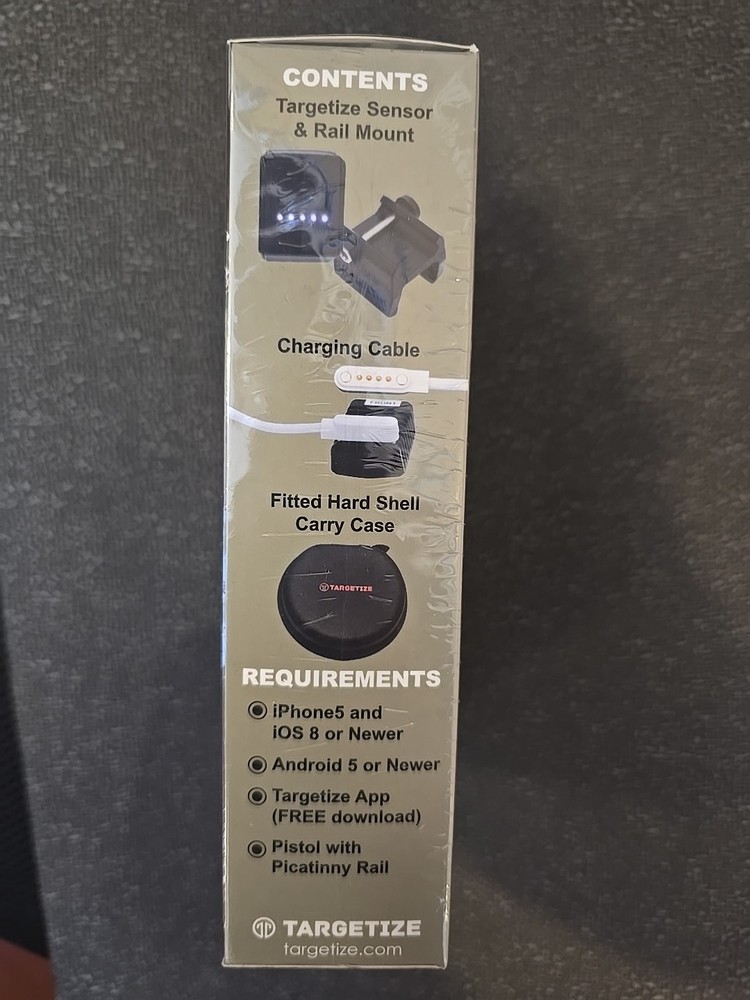 CONTENTS
Targetize Sensor
& Rail Mount
Charging Cable
Fitted Hard Shell
Carry Case
TARGETIZE
REQUIREMENTS
iPhone5 and
iOS 8 or Newer
Android 5 or Newer
Targetize App
(FREE download)
Pistol with
Picatinny Rail
TARGETIZE
targetize.com